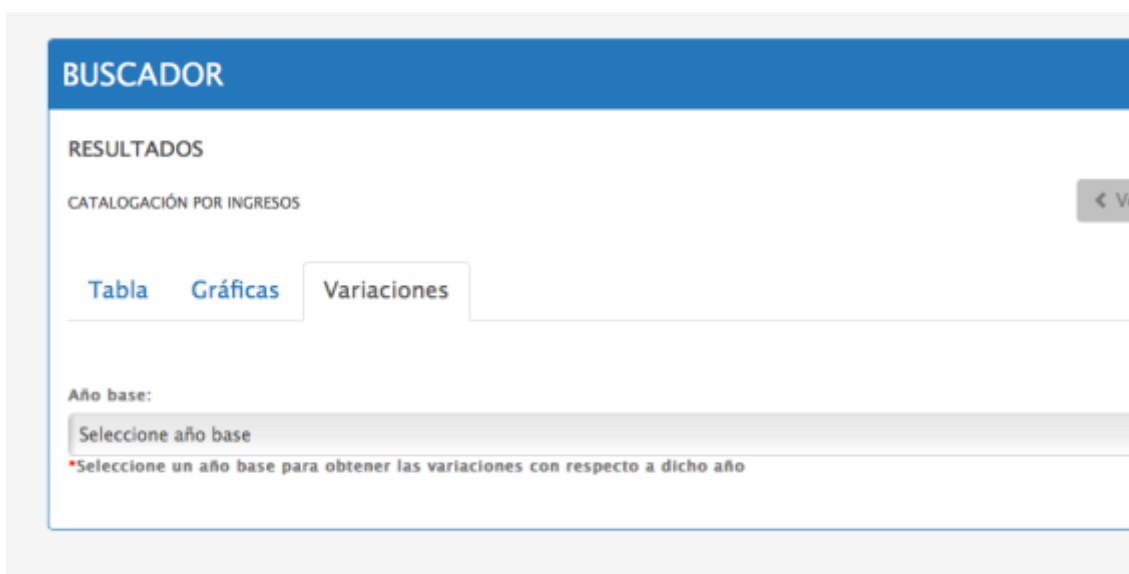 BUSCADOR
RESULTADOS
CATALOGACIÓN POR INGRESOS
Tabla Gráficas Variaciones
Año base:
Seleccione año base
*Seleccione un año base para obtener las variaciones con respecto a dicho año